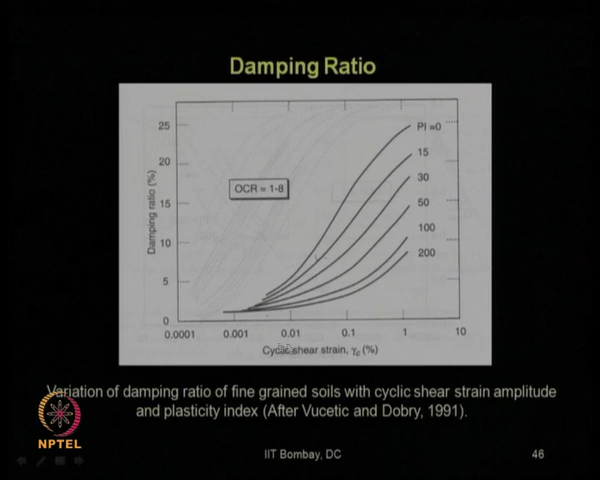 Damping Ratio
25
20
15
10
5
0
Damping ratio (%)
OCR = 1-8
PI =0
15
30
50
100
200
0.0001 0.001 0.01 0.1 1 10
Cyclic shear strain, γc (%)
Variation of damping ratio of fine grained soils with cyclic shear strain amplitude
and plasticity index (After Vucetic and Dobry, 1991).
NPTEL
IIT Bombay, DC 46